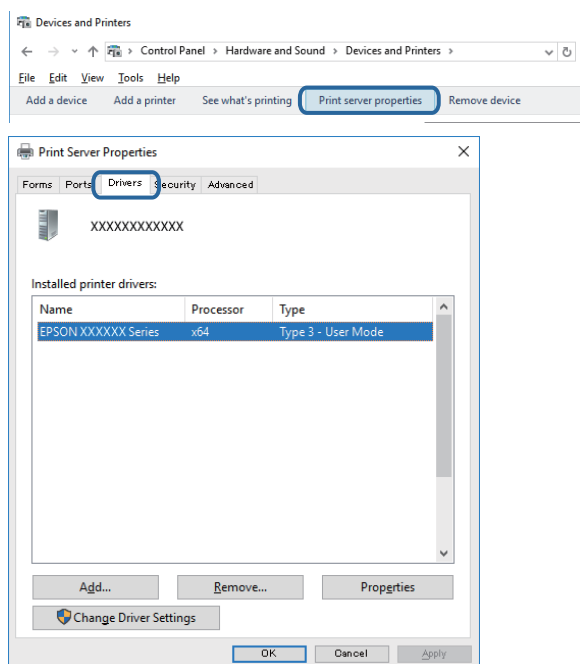 Devices and Printers
Control Panel > Hardware and Sound > Devices and Printers >
File Edit View Tools Help
Add a device Add a printer See what's printing Print server properties Remove device
Print Server Properties
Forms Ports Drivers Security Advanced
XXXXXXXXXXXX
Installed printer drivers:
Name Processor Type
EPSON XXXXXX Series x64 Type 3 - User Mode
Add... Remove... Properties
Change Driver Settings
OK Cancel Apply